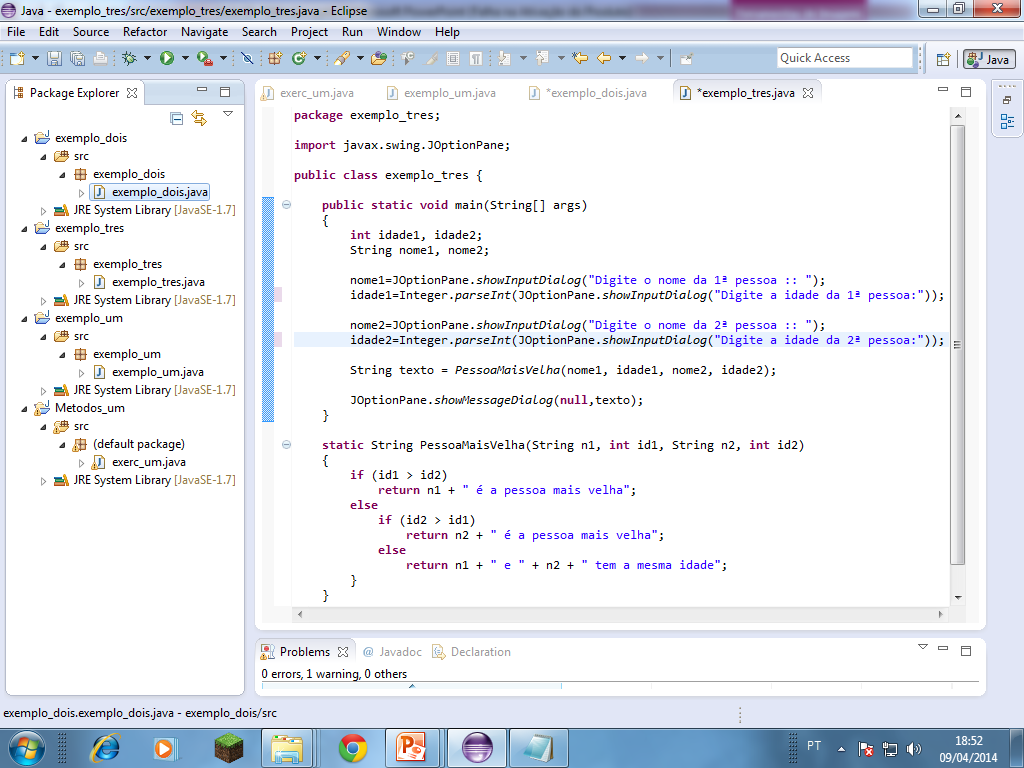 Java - exemplo_tres/src/exemplo_tres/exemplo_tres.java - Eclipse
File Edit Source Refactor Navigate Search Project Run Window Help
Quick Access
Java
Package Explorer
exemplo_dois
src
exemplo_dois
exemplo_dois.java
JRE System Library [JavaSE-1.7]
exemplo_tres
src
exemplo_tres
exemplo_tres.java
JRE System Library [JavaSE-1.7]
exemplo_um
src
exemplo_um
exemplo_um.java
JRE System Library [JavaSE-1.7]
Metodos_um
src
(default package)
exerc_um.java
JRE System Library [JavaSE-1.7]
exerc_um.java exemplo_um.java *exemplo_dois.java *exemplo_tres.java
package exemplo_tres;
import javax.swing.JOptionPane;
public class exemplo_tres {
public static void main(String[] args)
{
int idade1, idade2;
String nome1, nome2;
nome1=JOptionPane.showInputDialog("Digite o nome da 1ª pessoa :: ");
idade1=Integer.parseInt(JOptionPane.showInputDialog("Digite a idade da 1ª pessoa:"));
nome2=JOptionPane.showInputDialog("Digite o nome da 2ª pessoa :: ");
idade2=Integer.parseInt(JOptionPane.showInputDialog("Digite a idade da 2ª pessoa:"));
String texto = PessoaMaisVelha(nome1, idade1, nome2, idade2);
JOptionPane.showMessageDialog(null,texto);
}
static String PessoaMaisVelha(String n1, int id1, String n2, int id2)
{
if (id1 > id2)
return n1 + " é a pessoa mais velha";
else
if (id2 > id1)
return n2 + " é a pessoa mais velha";
else
return n1 + " e " + n2 + " tem a mesma idade";
}
}
Problems @ Javadoc Declaration
0 errors, 1 warning, 0 others
exemplo_dois.exemplo_dois.java - exemplo_dois/src
PT
18:52
09/04/2014